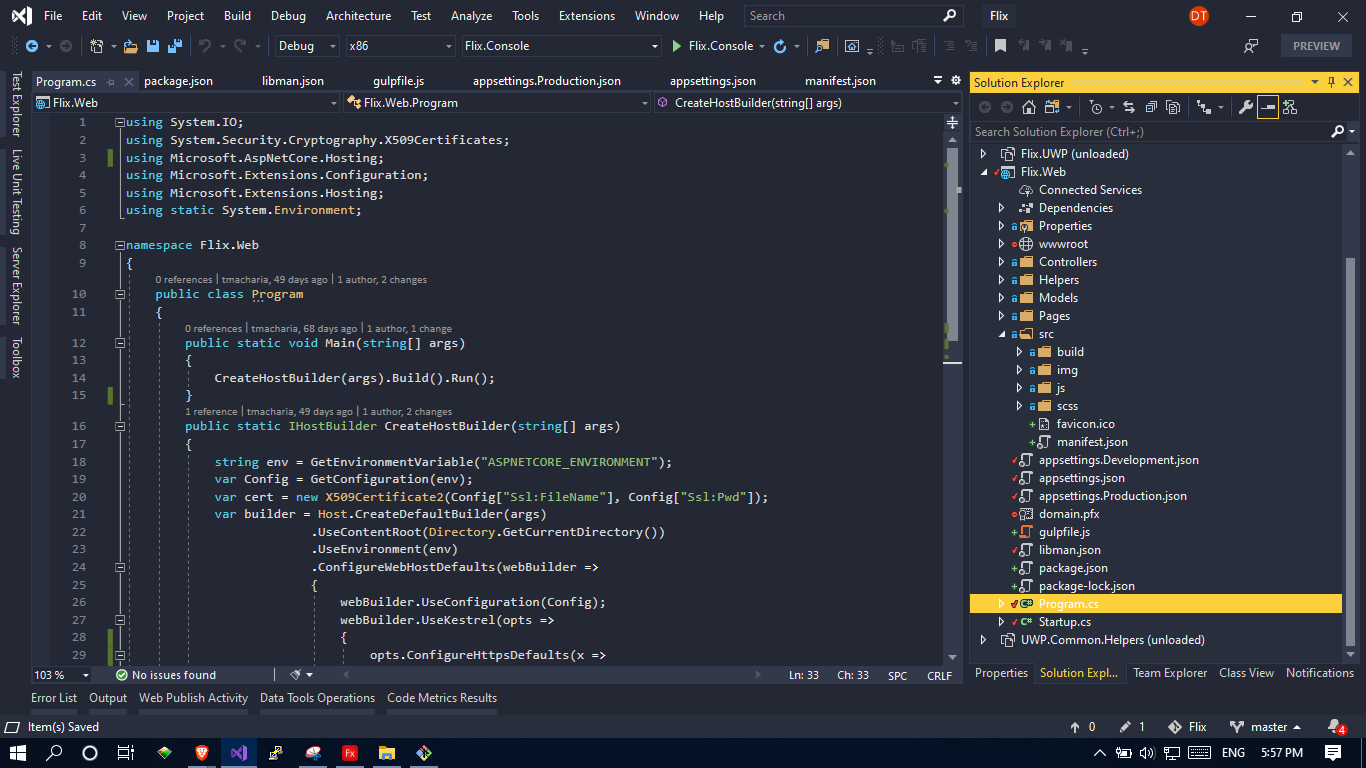 File Edit View Project Build Debug Architecture Test Analyze Tools Extensions Window Help Search Flix DT
Debug x86 Flix.Console Flix.Console PREVIEW
Program.cs package.json libman.json gulpfile.js appsettings.Production.json appsettings.json manifest.json
Flix.Web Flix.Web.Program CreateHostBuilder(string[] args)
Test Explorer
Live Unit Testing
Server Explorer
Toolbox
1 using System.IO;
2 using System.Security.Cryptography.X509Certificates;
3 using Microsoft.AspNetCore.Hosting;
4 using Microsoft.Extensions.Configuration;
5 using Microsoft.Extensions.Hosting;
6 using static System.Environment;
7
8 namespace Flix.Web
9 {
0 references | tmacharia, 49 days ago | 1 author, 2 changes
10 public class Program
11 {
0 references | tmacharia, 68 days ago | 1 author, 1 change
12 public static void Main(string[] args)
13 {
14 CreateHostBuilder(args).Build().Run();
15 }
1 reference | tmacharia, 49 days ago | 1 author, 2 changes
16 public static IHostBuilder CreateHostBuilder(string[] args)
17 {
18 string env = GetEnvironmentVariable("ASPNETCORE_ENVIRONMENT");
19 var Config = GetConfiguration(env);
20 var cert = new X509Certificate2(Config["Ssl:FileName"], Config["Ssl:Pwd"]);
21 var builder = Host.CreateDefaultBuilder(args)
22 .UseContentRoot(Directory.GetCurrentDirectory())
23 .UseEnvironment(env)
24 .ConfigureWebHostDefaults(webBuilder =>
25 {
26 webBuilder.UseConfiguration(Config);
27 webBuilder.UseKestrel(opts =>
28 {
29 opts.ConfigureHttpsDefaults(x =>
103 % No issues found Ln: 33 Ch: 33 SPC CRLF
Solution Explorer
Search Solution Explorer (Ctrl+;)
Flix.UWP (unloaded)
Flix.Web
Connected Services
Dependencies
Properties
wwwroot
Controllers
Helpers
Models
Pages
src
build
img
js
scss
favicon.ico
manifest.json
appsettings.Development.json
appsettings.json
appsettings.Production.json
domain.pfx
gulpfile.js
libman.json
package.json
package-lock.json
C# Program.cs
C# Startup.cs
UWP.Common.Helpers (unloaded)
Properties Solution Expl... Team Explorer Class View Notifications
Error List Output Web Publish Activity Data Tools Operations Code Metrics Results
Item(s) Saved 0 1 Flix master 4
Fx ENG 5:57 PM